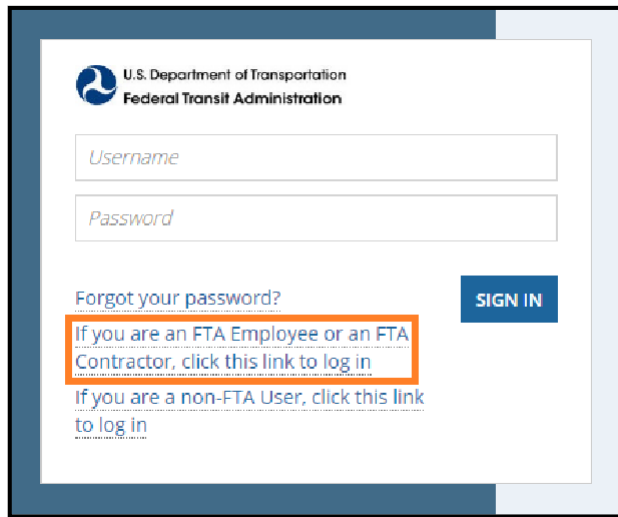 U.S. Department of Transportation
Federal Transit Administration
Username
Password
Forgot your password?
SIGN IN
If you are an FTA Employee or an FTA
Contractor, click this link to log in
If you are a non-FTA User, click this link
to log in